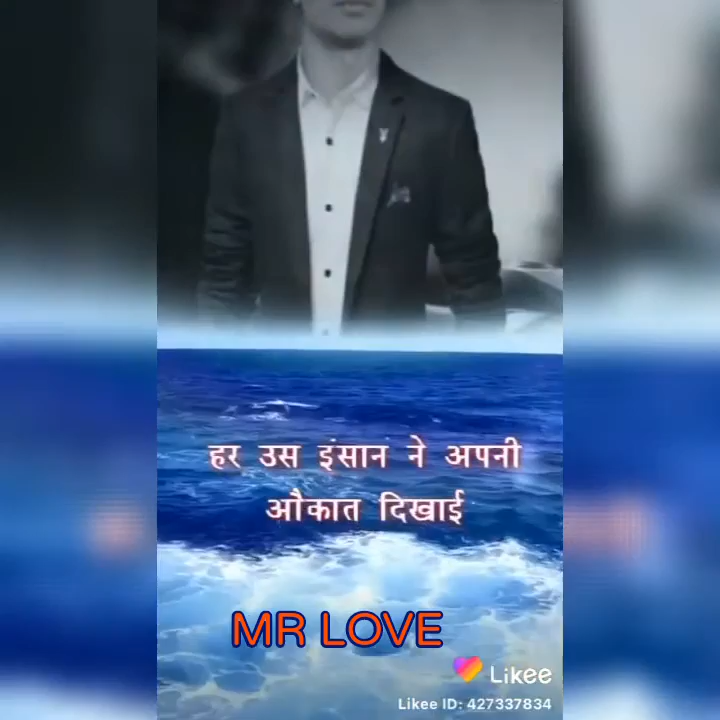 हर उस इंसान ने अपनी
औकात दिखाई
MR LOVE
Likee
Likee ID: 427337834